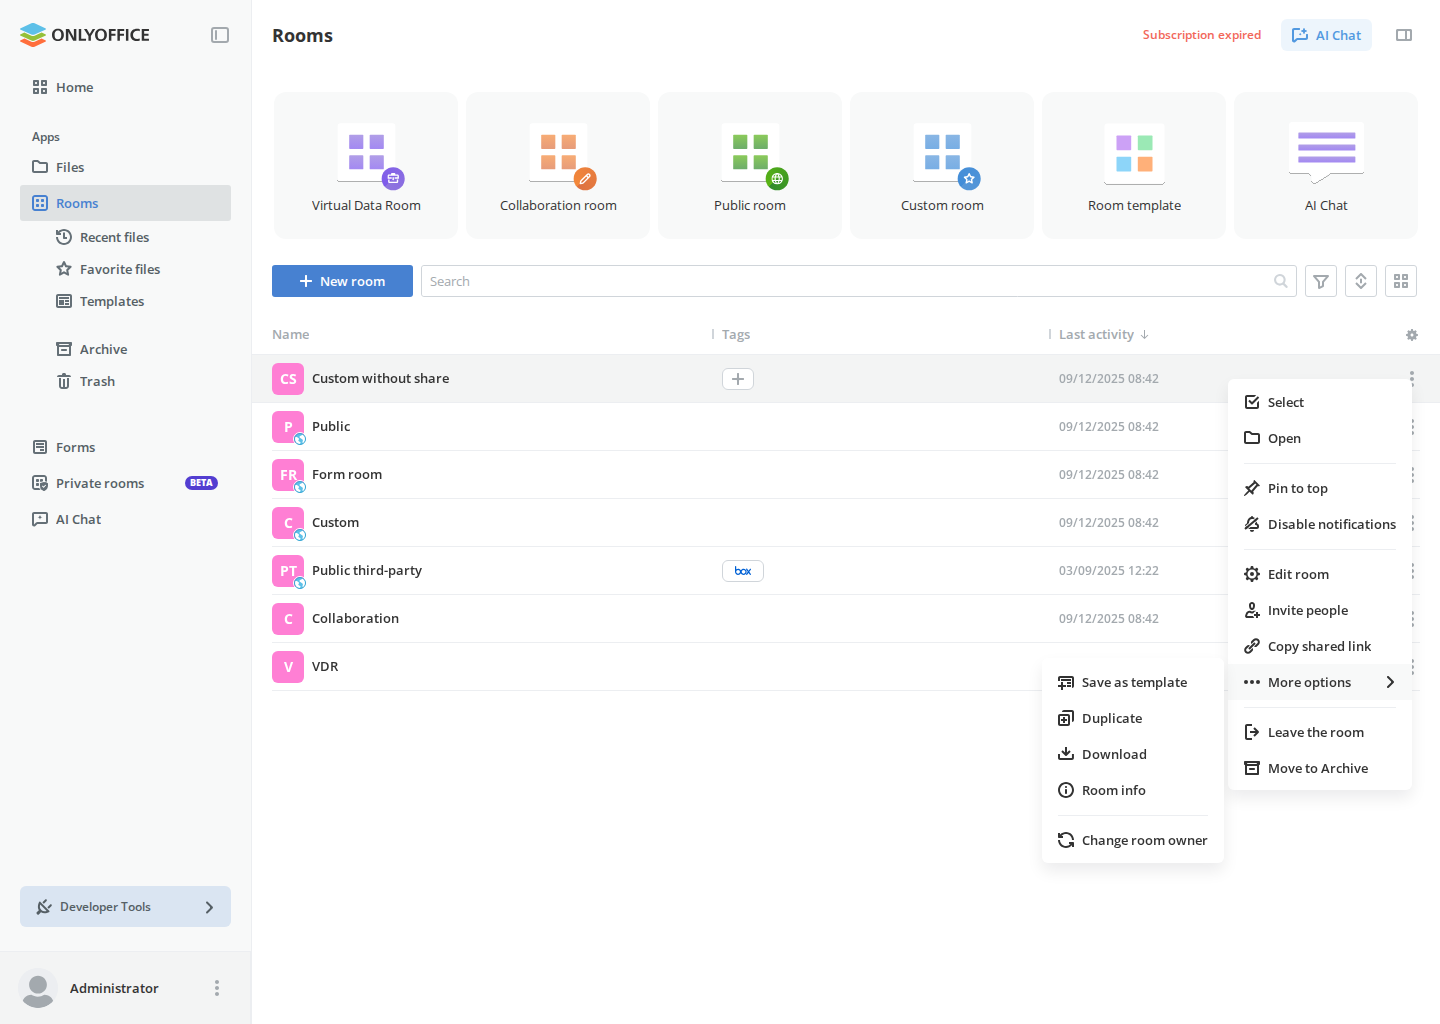 ONLYOFFICE
Home
Apps
Files
Rooms
Recent files
Favorite files
Templates
Archive
Trash
Forms
Private rooms BETA
AI Chat
Developer Tools
Administrator
Rooms
Subscription expired
AI Chat
Virtual Data Room
Collaboration room
Public room
Custom room
Room template
AI Chat
New room
Search
Name Tags Last activity
CS Custom without share 09/12/2025 08:42
P Public 09/12/2025 08:42
FR Form room 09/12/2025 08:42
C Custom 09/12/2025 08:42
PT Public third-party box 03/09/2025 12:22
C Collaboration 09/12/2025 08:42
V VDR
Select
Open
Pin to top
Disable notifications
Edit room
Invite people
Copy shared link
More options
Leave the room
Move to Archive
Save as template
Duplicate
Download
Room info
Change room owner